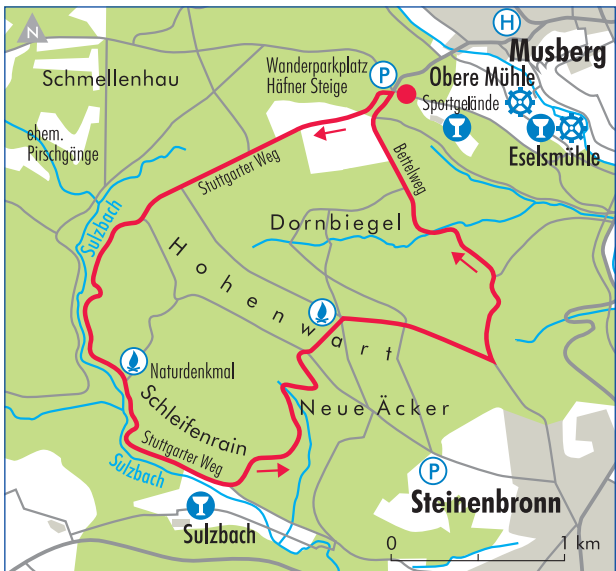 N
H
Musberg
Wanderparkplatz
Häfner Steige
P
Obere Mühle
Schmellenhau
Sportgelände
ehem.
Pirschgänge
Eselsmühle
Stuttgarter Weg
Bettelweg
Sulzbach
Dornbiegel
Hohenwart
Naturdenkmal
Schleifenrain
Neue Äcker
Stuttgarter Weg
Sulzbach
P
Steinenbronn
Sulzbach
0 1 km